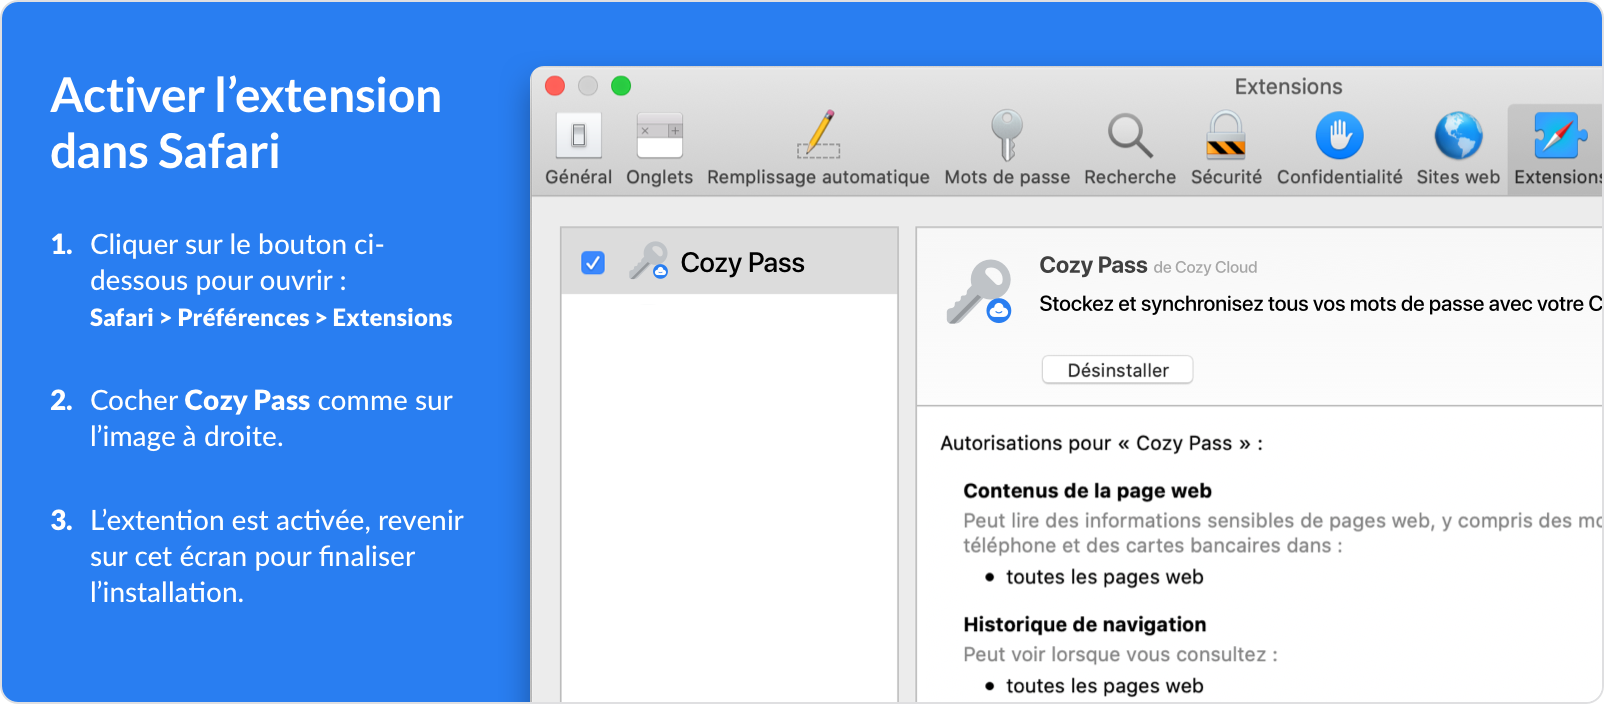 Activer l’extension
dans Safari
1. Cliquer sur le bouton ci-
dessous pour ouvrir :
Safari > Préférences > Extensions
2. Cocher Cozy Pass comme sur
l’image à droite.
3. L’extention est activée, revenir
sur cet écran pour finaliser
l’installation.
Extensions
Général Onglets Remplissage automatique Mots de passe Recherche Sécurité Confidentialité Sites web Extensions
Cozy Pass
Cozy Pass de Cozy Cloud
Stockez et synchronisez tous vos mots de passe avec votre C
Désinstaller
Autorisations pour « Cozy Pass » :
Contenus de la page web
Peut lire des informations sensibles de pages web, y compris des mo
téléphone et des cartes bancaires dans :
• toutes les pages web
Historique de navigation
Peut voir lorsque vous consultez :
• toutes les pages web